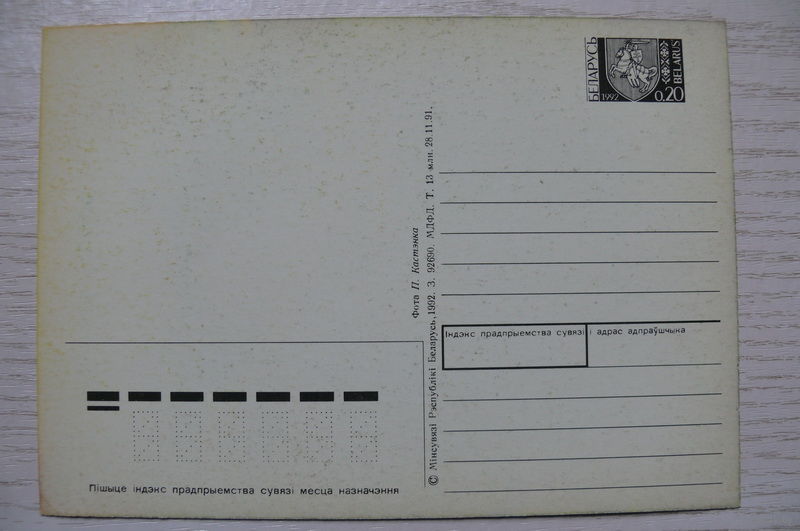 БЕЛАРУСЬ
1992
BELARUS
0.20
Фота П. Кастэнка
© Мінсувязі Рэспублікі Беларусь, 1992. З. 92690. МДФД. Т. 13 млн. 28.11.91.
Індэкс прадпрыемства сувязі і адрас адпраўшчыка
Пішыце індэкс прадпрыемства сувязі месца назначэння